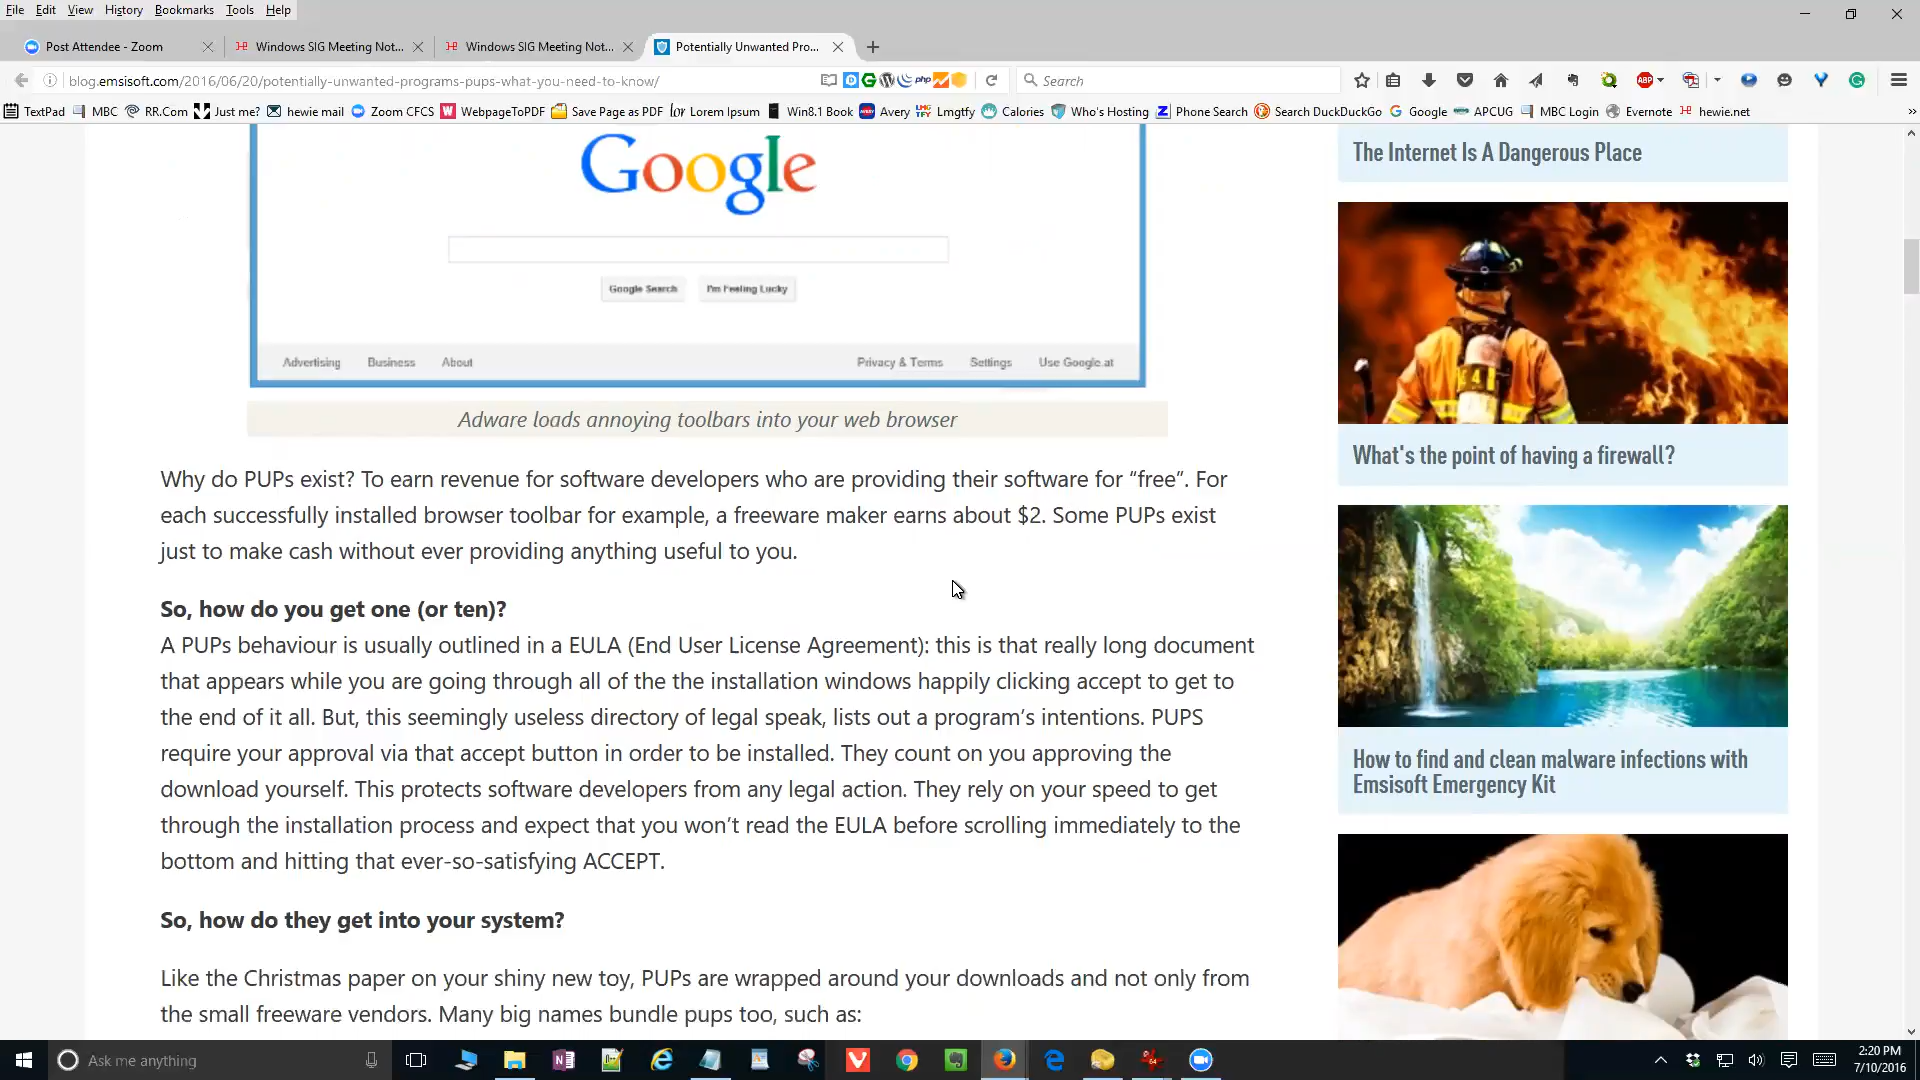 File Edit View History Bookmarks Tools Help
Post Attendee - Zoom
Windows SIG Meeting Not...
Windows SIG Meeting Not...
Potentially Unwanted Pro...
blog.emsisoft.com/2016/06/20/potentially-unwanted-programs-pups-what-you-need-to-know/
Search
TextPad MBC RR.Com Just me? hewie mail Zoom CFCS WebpageToPDF Save Page as PDF Lorem Ipsum Win8.1 Book Avery Lmgtfy Calories Who's Hosting Phone Search Search DuckDuckGo Google APCUG MBC Login Evernote hewie.net
Google
Google Search I'm Feeling Lucky
Advertising Business About Privacy & Terms Settings Use Google.at
Adware loads annoying toolbars into your web browser
Why do PUPs exist? To earn revenue for software developers who are providing their software for “free”. For
each successfully installed browser toolbar for example, a freeware maker earns about $2. Some PUPs exist
just to make cash without ever providing anything useful to you.
So, how do you get one (or ten)?
A PUPs behaviour is usually outlined in a EULA (End User License Agreement): this is that really long document
that appears while you are going through all of the the installation windows happily clicking accept to get to
the end of it all. But, this seemingly useless directory of legal speak, lists out a program’s intentions. PUPS
require your approval via that accept button in order to be installed. They count on you approving the
download yourself. This protects software developers from any legal action. They rely on your speed to get
through the installation process and expect that you won’t read the EULA before scrolling immediately to the
bottom and hitting that ever-so-satisfying ACCEPT.
So, how do they get into your system?
Like the Christmas paper on your shiny new toy, PUPs are wrapped around your downloads and not only from
the small freeware vendors. Many big names bundle pups too, such as:
The Internet Is A Dangerous Place
What's the point of having a firewall?
How to find and clean malware infections with
Emsisoft Emergency Kit
Ask me anything
2:20 PM
7/10/2016